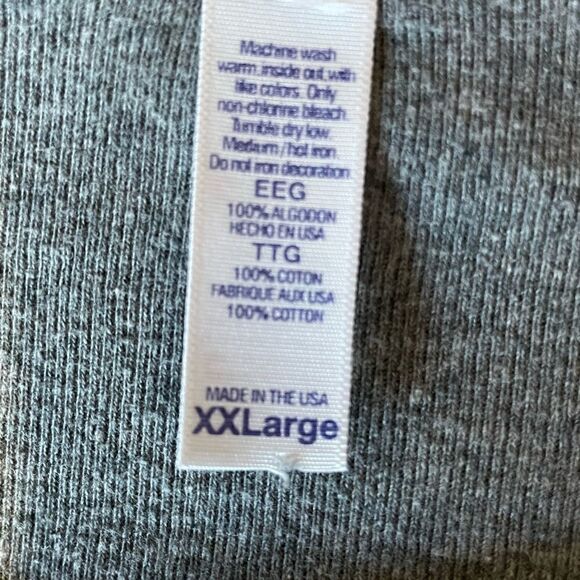 Machine wash
warm, inside out, with
like colors. Only
non-chlorine bleach.
Tumble dry low.
Medium / hot iron.
Do not iron decoration.
EEG
100% ALGODON
HECHO EN USA
TTG
100% COTON
FABRIQUE AUX USA
100% COTTON
MADE IN THE USA
XXLarge